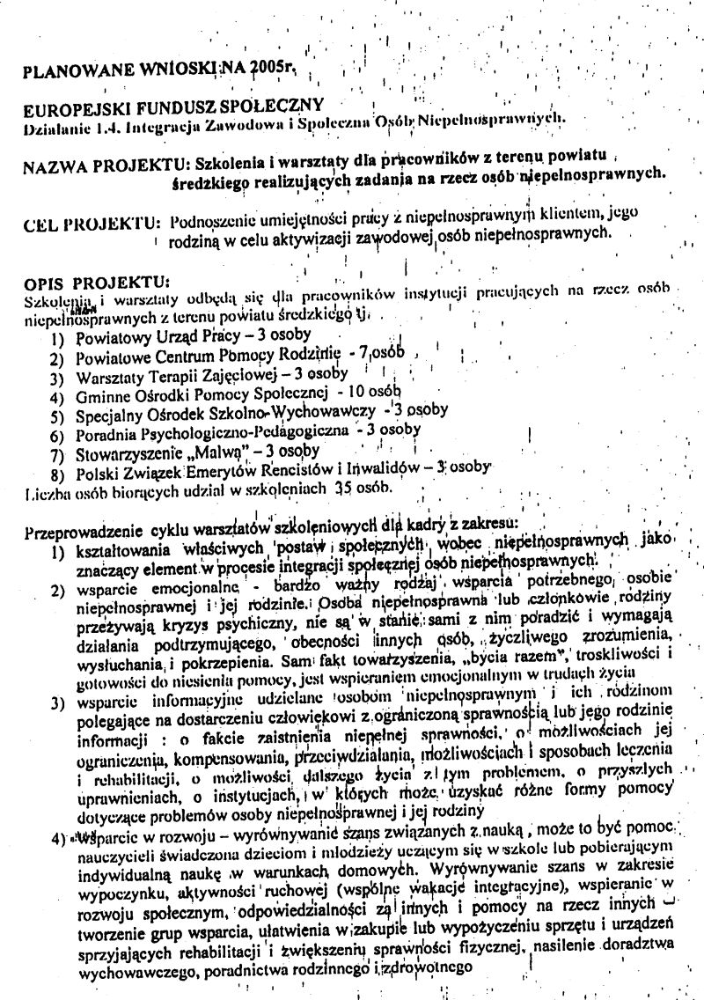 PLANOWANE WNIOSKI NA 2005r.
EUROPEJSKI FUNDUSZ SPOŁECZNY
Działanie 1.4. Integracja Zawodowa i Społeczna Osób Niepełnosprawnych.
NAZWA PROJEKTU: Szkolenia i warsztaty dla pracowników z terenu powiatu
średzkiego realizujących zadania na rzecz osób niepełnosprawnych.
CEL PROJEKTU: Podnoszenie umiejętności pracy z niepełnosprawnym klientem, jego
rodziną w celu aktywizacji zawodowej osób niepełnosprawnych.
OPIS PROJEKTU:
Szkolenia i warsztaty odbędą się dla pracowników instytucji pracujących na rzecz osób
niepełnosprawnych z terenu powiatu średzkiego tj.
1) Powiatowy Urząd Pracy – 3 osoby
2) Powiatowe Centrum Pomocy Rodzinie - 7 osób
3) Warsztaty Terapii Zajęciowej – 3 osoby
4) Gminne Ośrodki Pomocy Społecznej - 10 osób
5) Specjalny Ośrodek Szkolno-Wychowawczy - 3 osoby
6) Poradnia Psychologiczno-Pedagogiczna - 3 osoby
7) Stowarzyszenie „Malwa” – 3 osoby
8) Polski Związek Emerytów Rencistów i Inwalidów – 3 osoby
Liczba osób biorących udział w szkoleniach 35 osób.
Przeprowadzenie cyklu warsztatów szkoleniowych dla kadry z zakresu:
1) kształtowania właściwych postaw społecznych wobec niepełnosprawnych jako
znaczący element w procesie integracji społecznej osób niepełnosprawnych.
2) wsparcie emocjonalne - bardzo ważny rodzaj wsparcia potrzebnego osobie
niepełnosprawnej i jej rodzinie. Osoba niepełnosprawna lub członkowie rodziny
przeżywają kryzys psychiczny, nie są w stanie sami z nim poradzić i wymagają
działania podtrzymującego, obecności innych osób, życzliwego zrozumienia,
wysłuchania i pokrzepienia. Sam fakt towarzyszenia, „bycia razem”, troskliwości i
gotowości do niesienia pomocy, jest wspieraniem emocjonalnym w trudach życia
3) wsparcie informacyjne udzielane osobom niepełnosprawnym i ich rodzinom
polegające na dostarczeniu człowiekowi z ograniczoną sprawnością lub jego rodzinie
informacji : o fakcie zaistnienia niepełnej sprawności, o możliwościach jej
ograniczenia, kompensowania, przeciwdziałania, możliwościach i sposobach leczenia
i rehabilitacji, o możliwości dalszego życia z tym problemem, o przyszłych
uprawnieniach, o instytucjach, w których może uzyskać różne formy pomocy
dotyczące problemów osoby niepełnosprawnej i jej rodziny
4) Wsparcie w rozwoju – wyrównywanie szans związanych z nauką , może to być pomoc
nauczycieli świadczona dzieciom i młodzieży uczącym się w szkole lub pobierającym
indywidualną naukę w warunkach domowych. Wyrównywanie szans w zakresie
wypoczynku, aktywności ruchowej (wspólne wakacje integracyjne), wspieranie w
rozwoju społecznym, odpowiedzialności za innych i pomocy na rzecz innych –
tworzenie grup wsparcia, ułatwienia w zakupie lub wypożyczeniu sprzętu i urządzeń
sprzyjających rehabilitacji i zwiększeniu sprawności fizycznej, nasilenie doradztwa
wychowawczego, poradnictwa rodzinnego i zdrowotnego